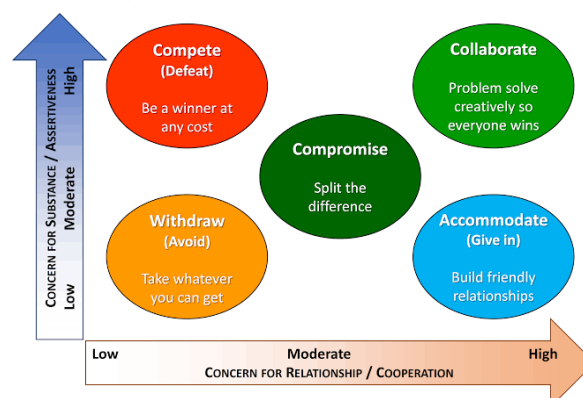 Compete
(Defeat)
Be a winner at
any cost
Collaborate
Problem solve
creatively so
everyone wins
Compromise
Split the
difference
Withdraw
(Avoid)
Take whatever
you can get
Accommodate
(Give in)
Build friendly
relationships
CONCERN FOR SUBSTANCE / ASSERTIVENESS
Low Moderate High
Low Moderate High
CONCERN FOR RELATIONSHIP / COOPERATION